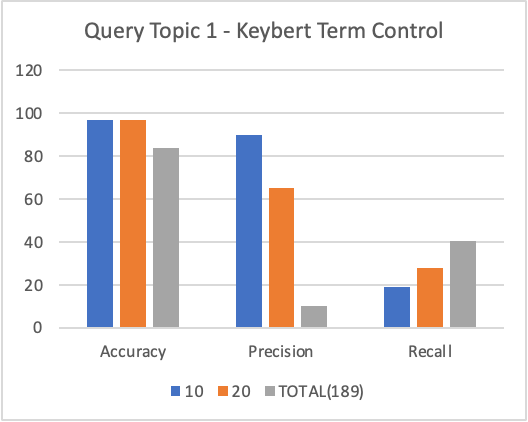 Query Topic 1 - Keybert Term Control
120
100
80
60
40
20
0
Accuracy Precision Recall
10 20 TOTAL(189)